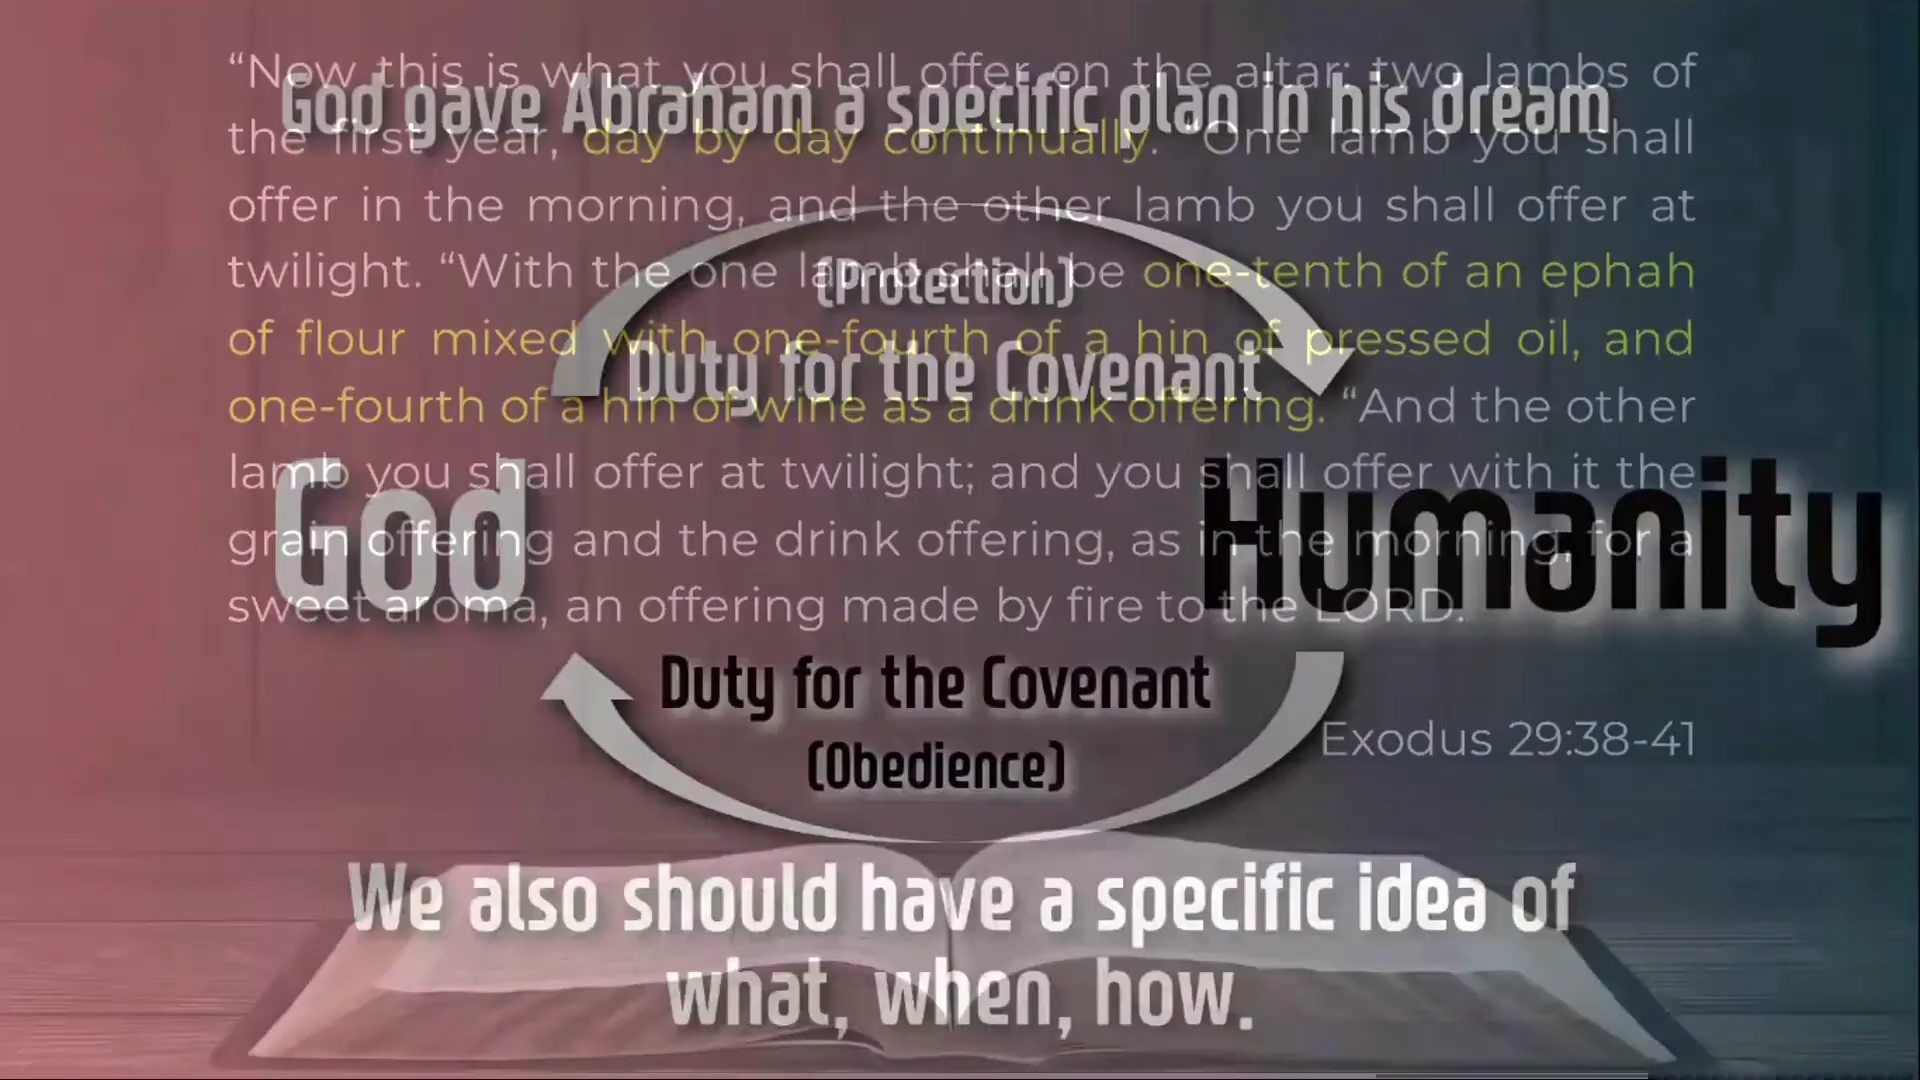 “Now this is what you shall offer on the altar: two lambs of
the first year, day by day continually. “One lamb you shall
offer in the morning, and the other lamb you shall offer at
twilight. “With the one lamb shall be one-tenth of an ephah
of flour mixed with one-fourth of a hin of pressed oil, and
one-fourth of a hin of wine as a drink offering. “And the other
lamb you shall offer at twilight; and you shall offer with it the
grain offering and the drink offering, as in the morning, for a
sweet aroma, an offering made by fire to the LORD.
Exodus 29:38-41
God gave Abraham a specific plan in his dream
(Protection)
Duty for the Covenant
God
Humanity
Duty for the Covenant
(Obedience)
We also should have a specific idea of
what, when, how.